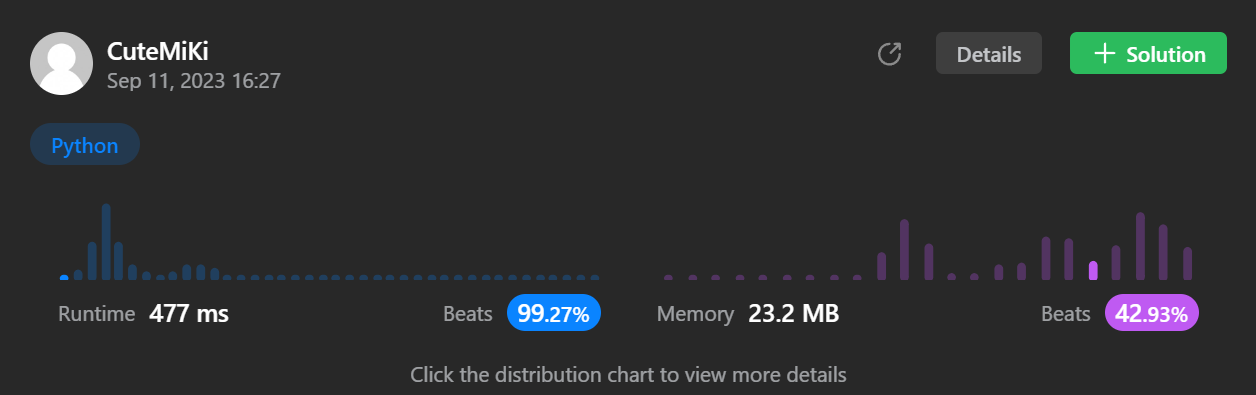 CuteMiKi
Sep 11, 2023 16:27
Details
Solution
Python
Runtime 477 ms Beats 99.27%
Memory 23.2 MB Beats 42.93%
Click the distribution chart to view more details